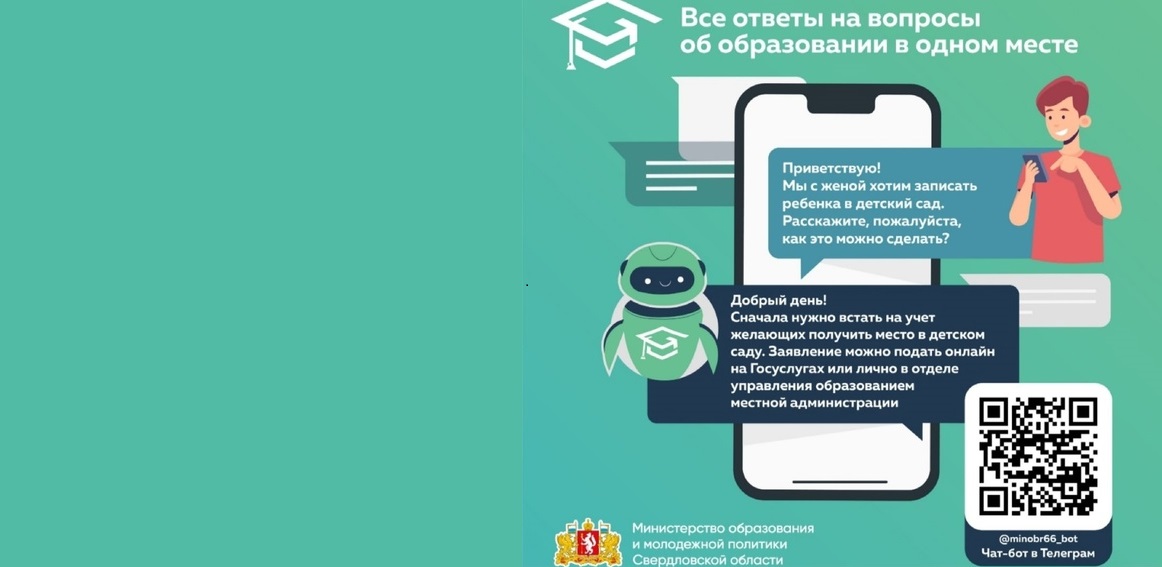 Все ответы на вопросы
об образовании в одном месте
Приветствую!
Мы с женой хотим записать
ребенка в детский сад.
Расскажите, пожалуйста,
как это можно сделать?
Добрый день!
Сначала нужно встать на учет
желающих получить место в детском
саду. Заявление можно подать онлайн
на Госуслугах или лично в отделе
управления образованием
местной администрации
@minobr66_bot
Чат-бот в Телеграм
Министерство образования
и молодежной политики
Свердловской области